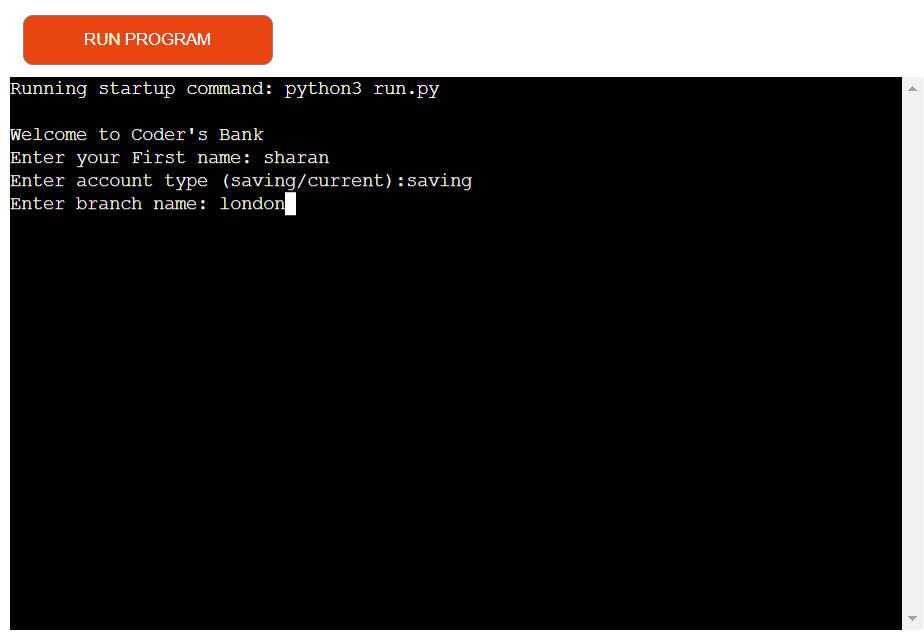 RUN PROGRAM
Running startup command: python3 run.py
Welcome to Coder's Bank
Enter your First name: sharan
Enter account type (saving/current):saving
Enter branch name: london